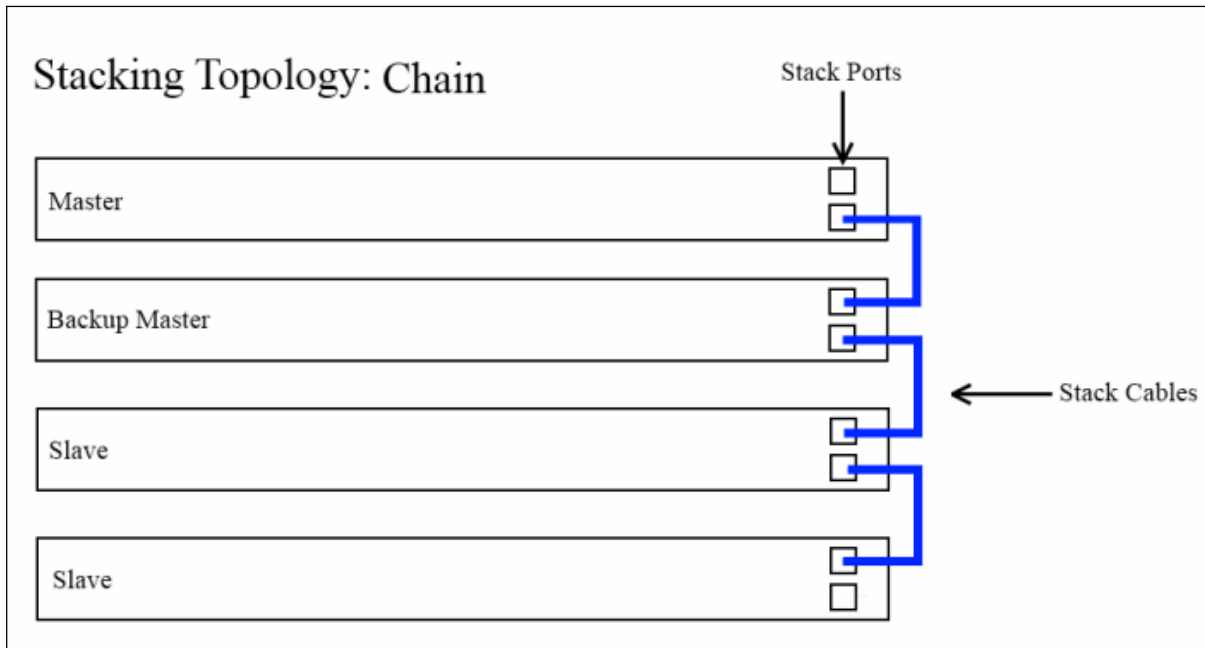 Stacking Topology: Chain
Stack Ports
Master
Backup Master
Stack Cables
Slave
Slave